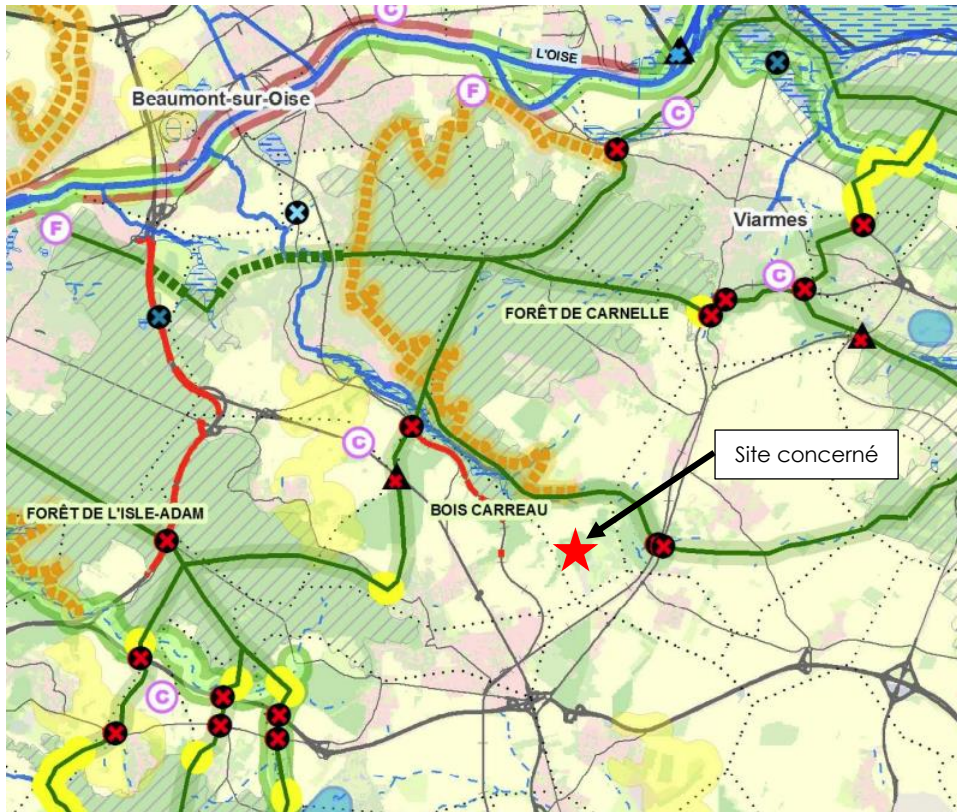 C
L'OISE
Beaumont-sur-Oise
F
C
Viarmes
F
C
FORÊT DE CARNELLE
C
Site concerné
BOIS CARREAU
FORÊT DE L'ISLE-ADAM
C